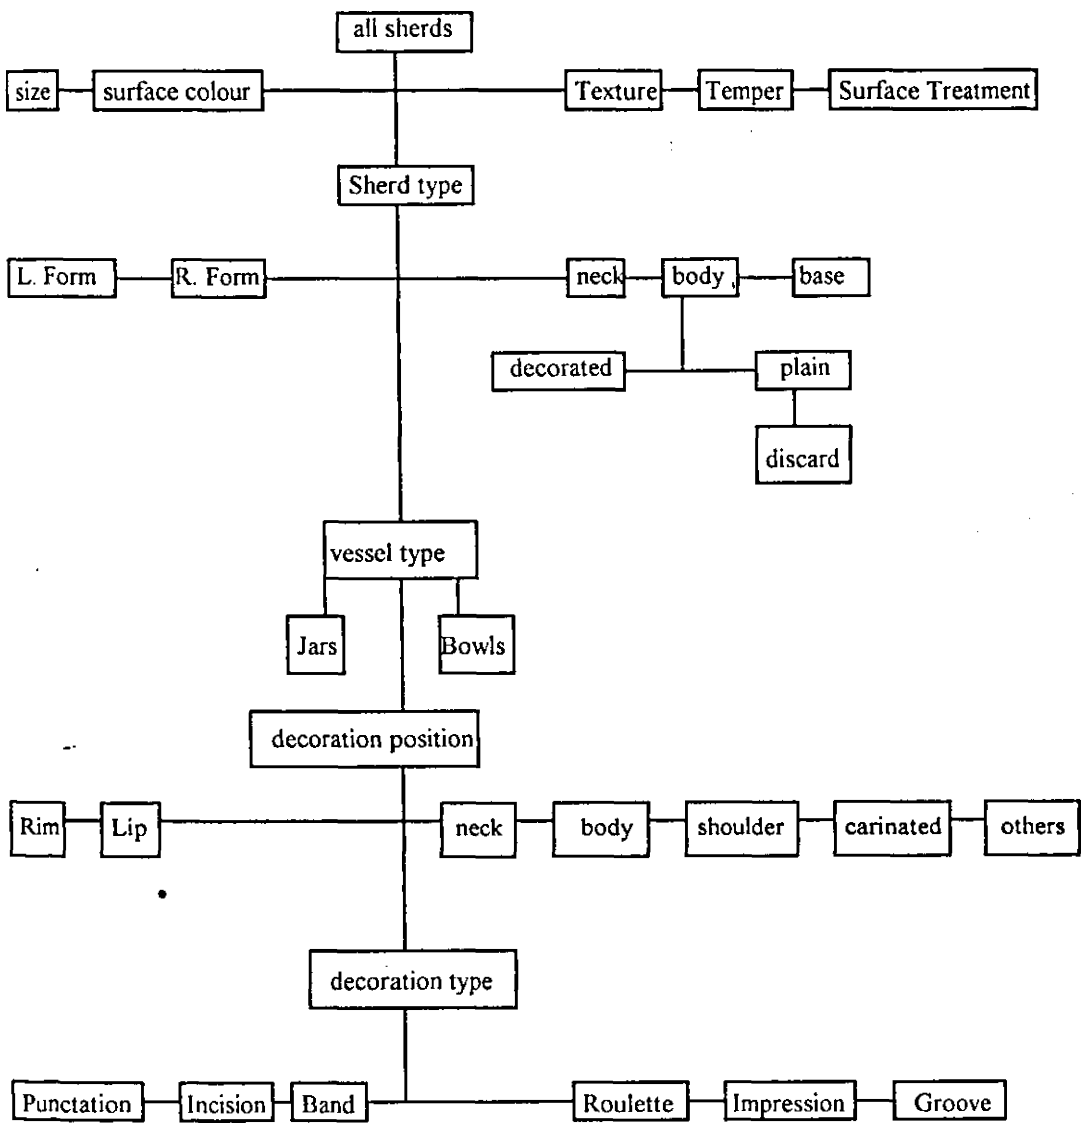 all sherds
size surface colour Texture Temper Surface Treatment
Sherd type
L. Form R. Form neck body base
decorated plain
discard
vessel type
Jars Bowls
decoration position
Rim Lip neck body shoulder carinated others
decoration type
Punctation Incision Band Roulette Impression Groove